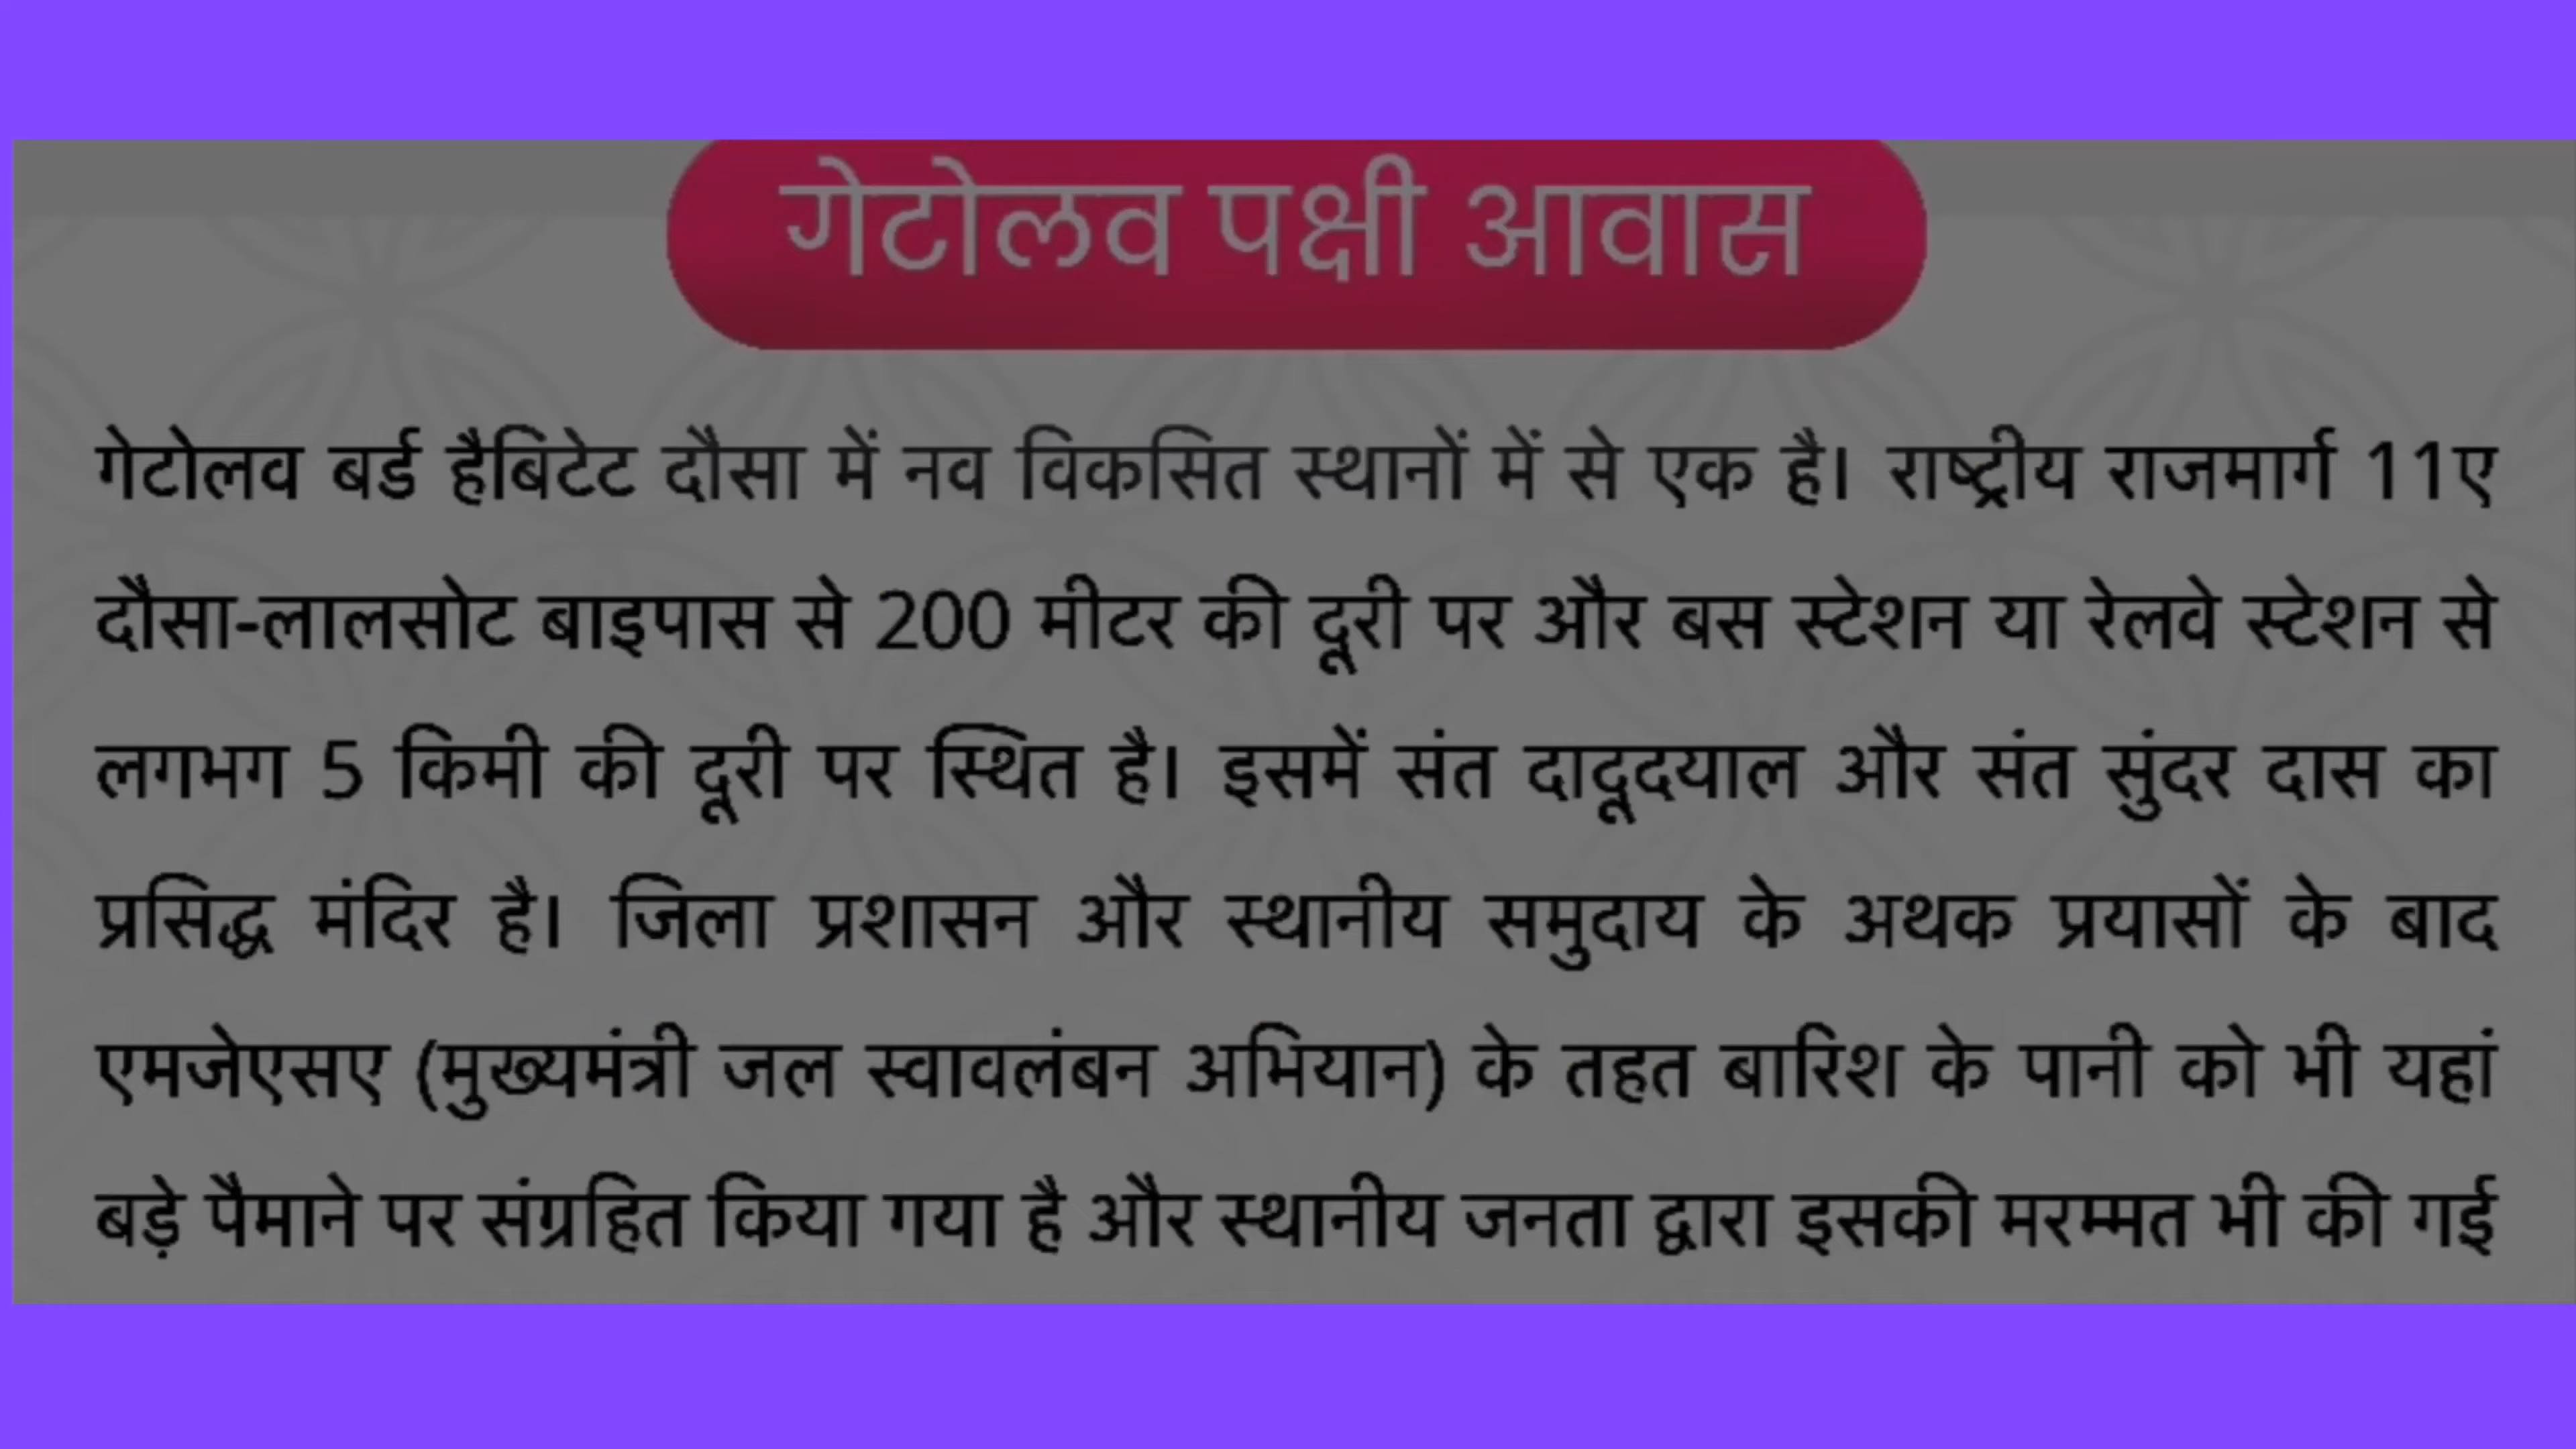 गेटोलव पक्षी आवास
गेटोलव बर्ड हैबिटेट दौसा में नव विकसित स्थानों में से एक है। राष्ट्रीय राजमार्ग 11ए
दौसा-लालसोट बाइपास से 200 मीटर की दूरी पर और बस स्टेशन या रेलवे स्टेशन से
लगभग 5 किमी की दूरी पर स्थित है। इसमें संत दादूदयाल और संत सुंदर दास का
प्रसिद्ध मंदिर है। जिला प्रशासन और स्थानीय समुदाय के अथक प्रयासों के बाद
एमजेएसए (मुख्यमंत्री जल स्वावलंबन अभियान) के तहत बारिश के पानी को भी यहां
बड़े पैमाने पर संग्रहित किया गया है और स्थानीय जनता द्वारा इसकी मरम्मत भी की गई